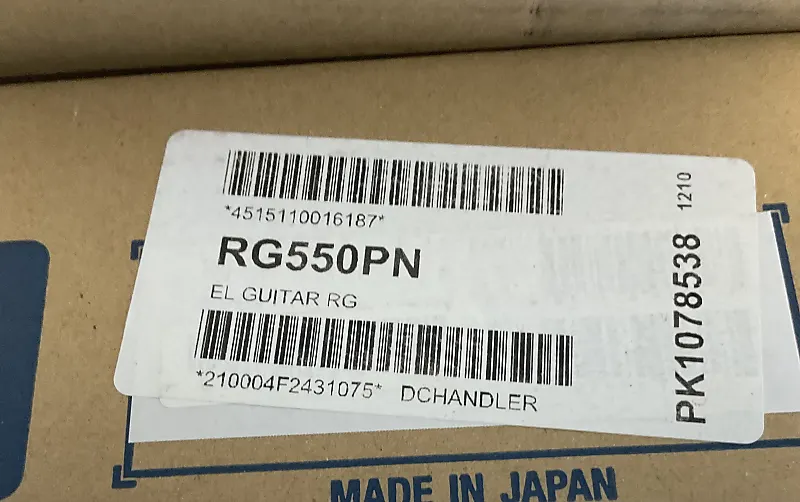 *4515110016187*
RG550PN
EL GUITAR RG
*210004F2431075* DCHANDLER
PK1078538
1210
MADE IN JAPAN